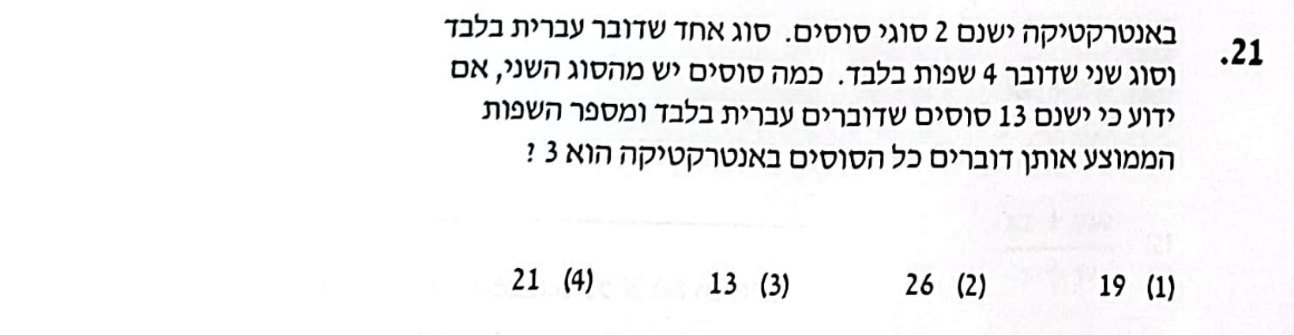 21. באנטרקטיקה ישנם 2 סוגי סוסים. סוג אחד שדובר עברית בלבד
וסוג שני שדובר 4 שפות בלבד. כמה סוסים יש מהסוג השני, אם
ידוע כי ישנם 13 סוסים שדוברים עברית בלבד ומספר השפות
הממוצע אותן דוברים כל הסוסים באנטרקטיקה הוא 3 ?
(1) 19 (2) 26 (3) 13 (4) 21